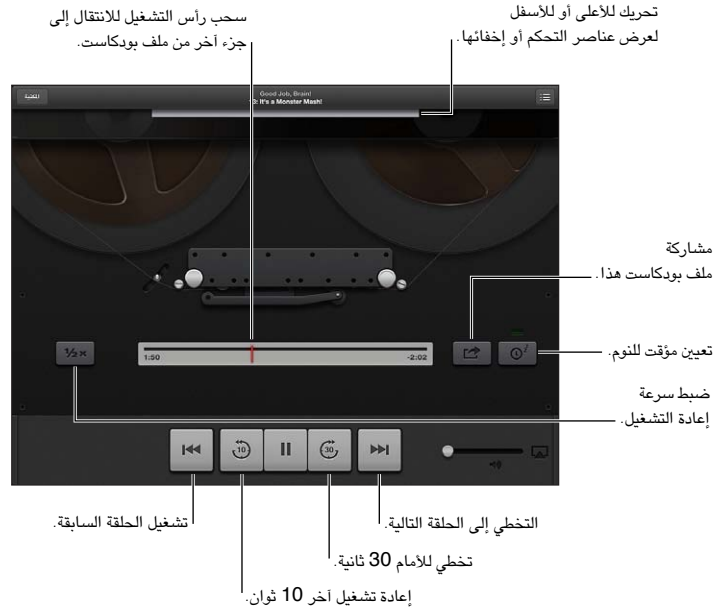 تحريك للأعلى أو للأسفل
لعرض عناصر التحكم أو إخفائها.
سحب رأس التشغيل للانتقال إلى
جزء آخر من ملف بودكاست.
المكتبة
Good Job, Brain!
: It's a Monster Mash!
مشاركة
ملف بودكاست هذا.
½×
1:50
-2:02
تعيين مؤقت للنوم.
ضبط سرعة
إعادة التشغيل.
10
30
تشغيل الحلقة السابقة.
التخطي إلى الحلقة التالية.
تخطي للأمام 30 ثانية.
إعادة تشغيل آخر 10 ثوان.